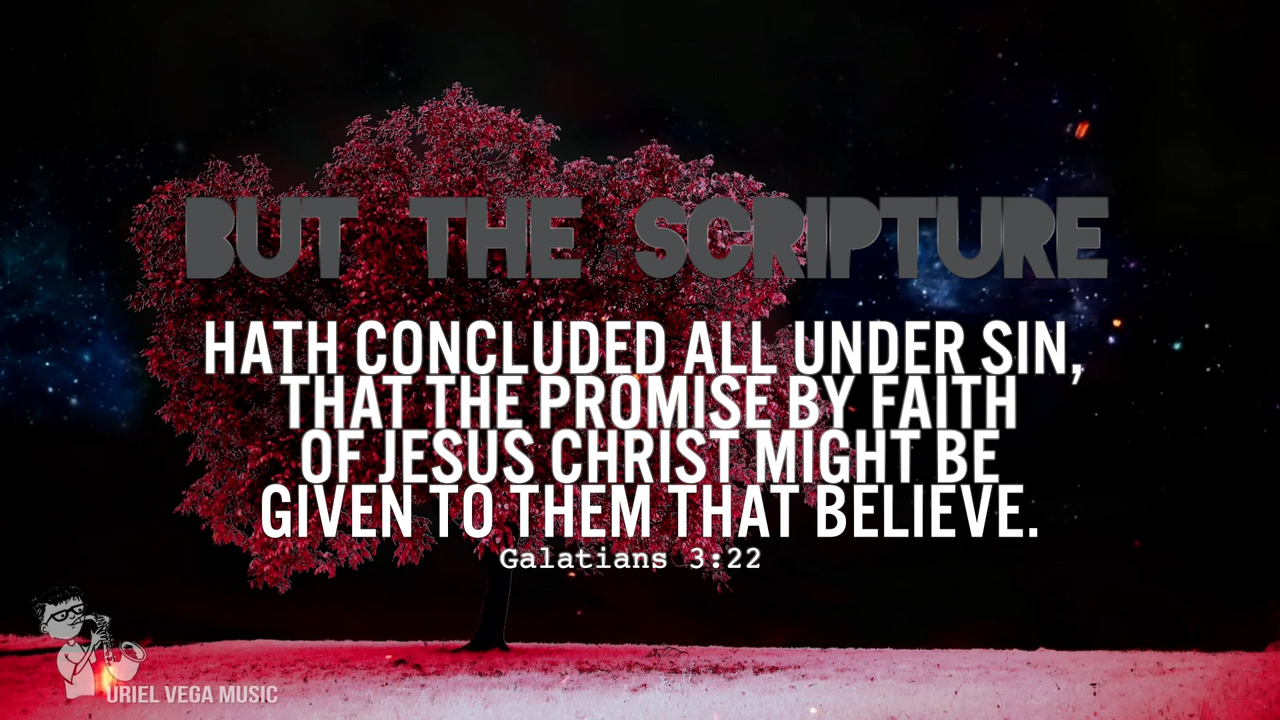 BUT THE SCRIPTURE
HATH CONCLUDED ALL UNDER SIN,
THAT THE PROMISE BY FAITH
OF JESUS CHRIST MIGHT BE
GIVEN TO THEM THAT BELIEVE.
Galatians 3:22
URIEL VEGA MUSIC